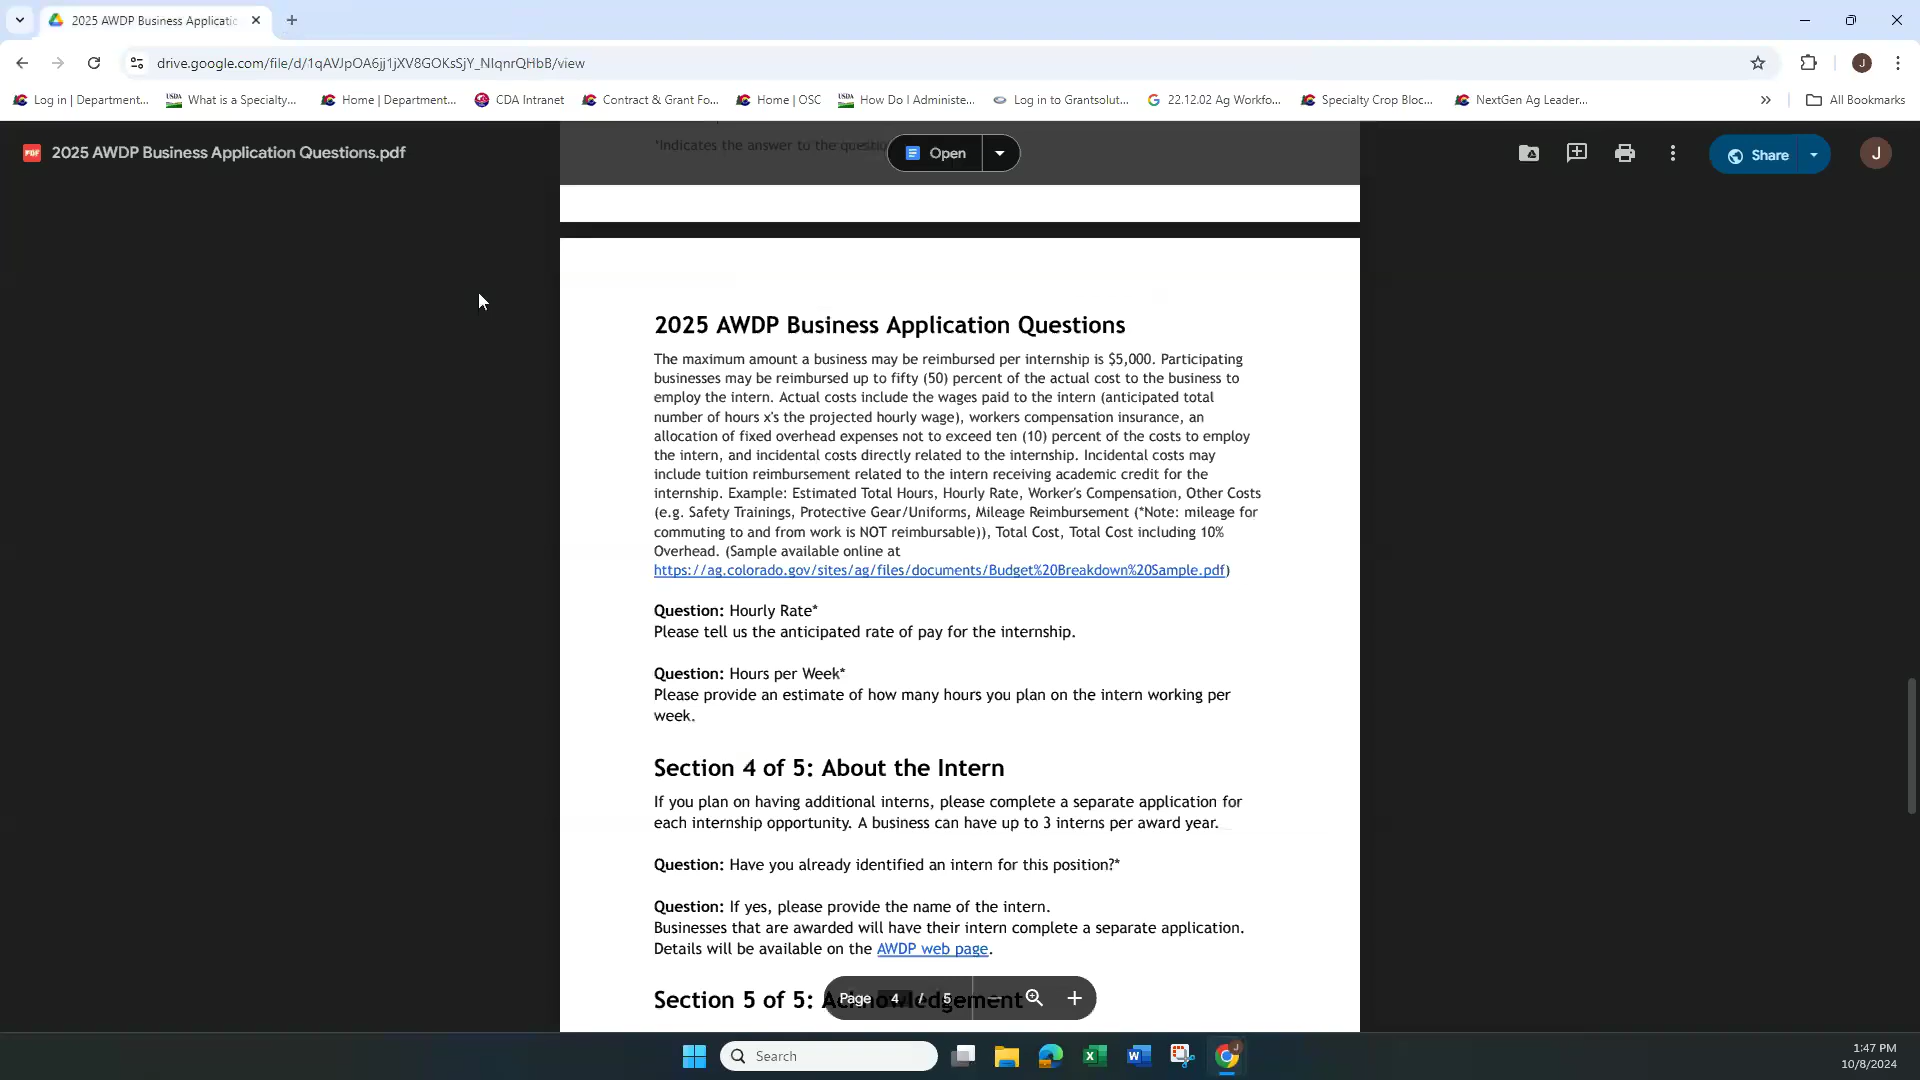 2025 AWDP Business Applicatio
drive.google.com/file/d/1qAVJpOA6jj1jXV8GOKsSjY_NIqnrQHbB/view
J
Log in | Department...
What is a Specialty...
Home | Department...
CDA Intranet
Contract & Grant Fo...
Home | OSC
How Do I Administe...
Log in to Grantsolut...
22.12.02 Ag Workfo...
Specialty Crop Bloc...
NextGen Ag Leader...
All Bookmarks
PDF
2025 AWDP Business Application Questions.pdf
*Indicates the answer to the questio
Open
Share
J
2025 AWDP Business Application Questions
The maximum amount a business may be reimbursed per internship is $5,000. Participating
businesses may be reimbursed up to fifty (50) percent of the actual cost to the business to
employ the intern. Actual costs include the wages paid to the intern (anticipated total
number of hours x's the projected hourly wage), workers compensation insurance, an
allocation of fixed overhead expenses not to exceed ten (10) percent of the costs to employ
the intern, and incidental costs directly related to the internship. Incidental costs may
include tuition reimbursement related to the intern receiving academic credit for the
internship. Example: Estimated Total Hours, Hourly Rate, Worker's Compensation, Other Costs
(e.g. Safety Trainings, Protective Gear/Uniforms, Mileage Reimbursement (*Note: mileage for
commuting to and from work is NOT reimbursable)), Total Cost, Total Cost including 10%
Overhead. (Sample available online at
https://ag.colorado.gov/sites/ag/files/documents/Budget%20Breakdown%20Sample.pdf)
Question: Hourly Rate*
Please tell us the anticipated rate of pay for the internship.
Question: Hours per Week*
Please provide an estimate of how many hours you plan on the intern working per
week.
Section 4 of 5: About the Intern
If you plan on having additional interns, please complete a separate application for
each internship opportunity. A business can have up to 3 interns per award year.
Question: Have you already identified an intern for this position?*
Question: If yes, please provide the name of the intern.
Businesses that are awarded will have their intern complete a separate application.
Details will be available on the AWDP web page.
Section 5 of 5: Acknowledgement
Page 4 / 5
Search
1:47 PM
10/8/2024